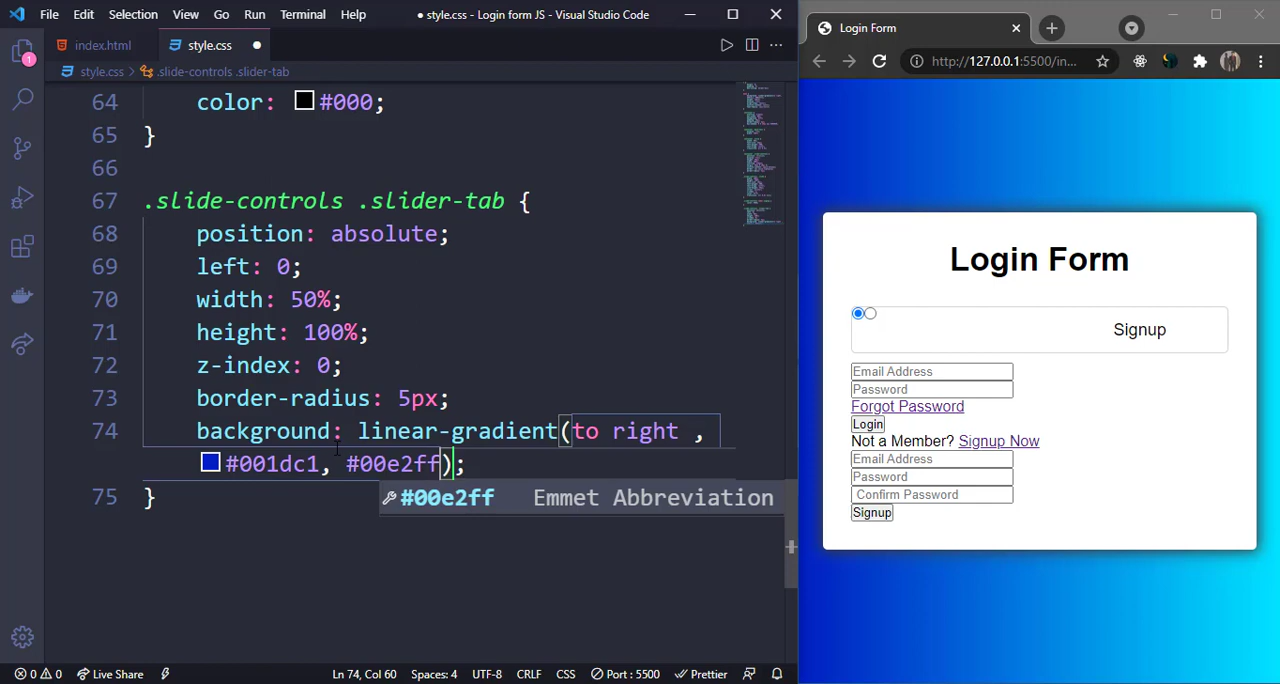 File Edit Selection View Go Run Terminal Help
● style.css - Login form JS - Visual Studio Code
index.html
style.css
style.css > .slide-controls .slider-tab
1
64 color: #000;
65 }
66
67 .slide-controls .slider-tab {
68 position: absolute;
69 left: 0;
70 width: 50%;
71 height: 100%;
72 z-index: 0;
73 border-radius: 5px;
74 background: linear-gradient(to right ,
#001dc1, #00e2ff);
#00e2ff Emmet Abbreviation
75 }
0 0 Live Share
Ln 74, Col 60 Spaces: 4 UTF-8 CRLF CSS Port : 5500 Prettier
Login Form
http://127.0.0.1:5500/in...
Login Form
Signup
Email Address
Password
Forgot Password
Login
Not a Member? Signup Now
Email Address
Password
Confirm Password
Signup